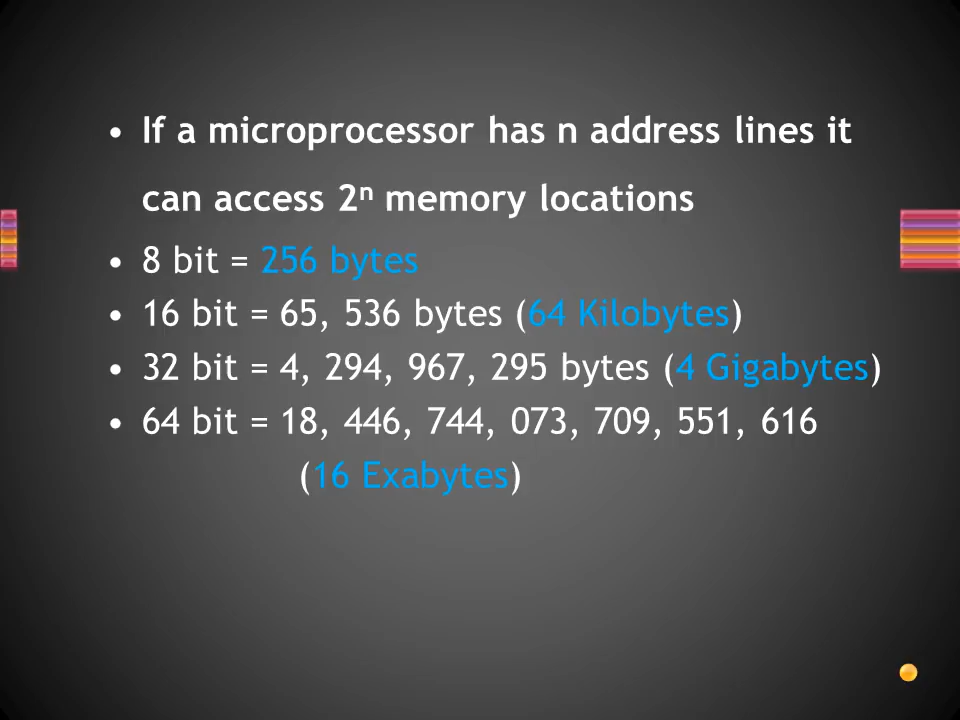 • If a microprocessor has n address lines it
can access 2ⁿ memory locations
• 8 bit = 256 bytes
• 16 bit = 65, 536 bytes (64 Kilobytes)
• 32 bit = 4, 294, 967, 295 bytes (4 Gigabytes)
• 64 bit = 18, 446, 744, 073, 709, 551, 616
(16 Exabytes)